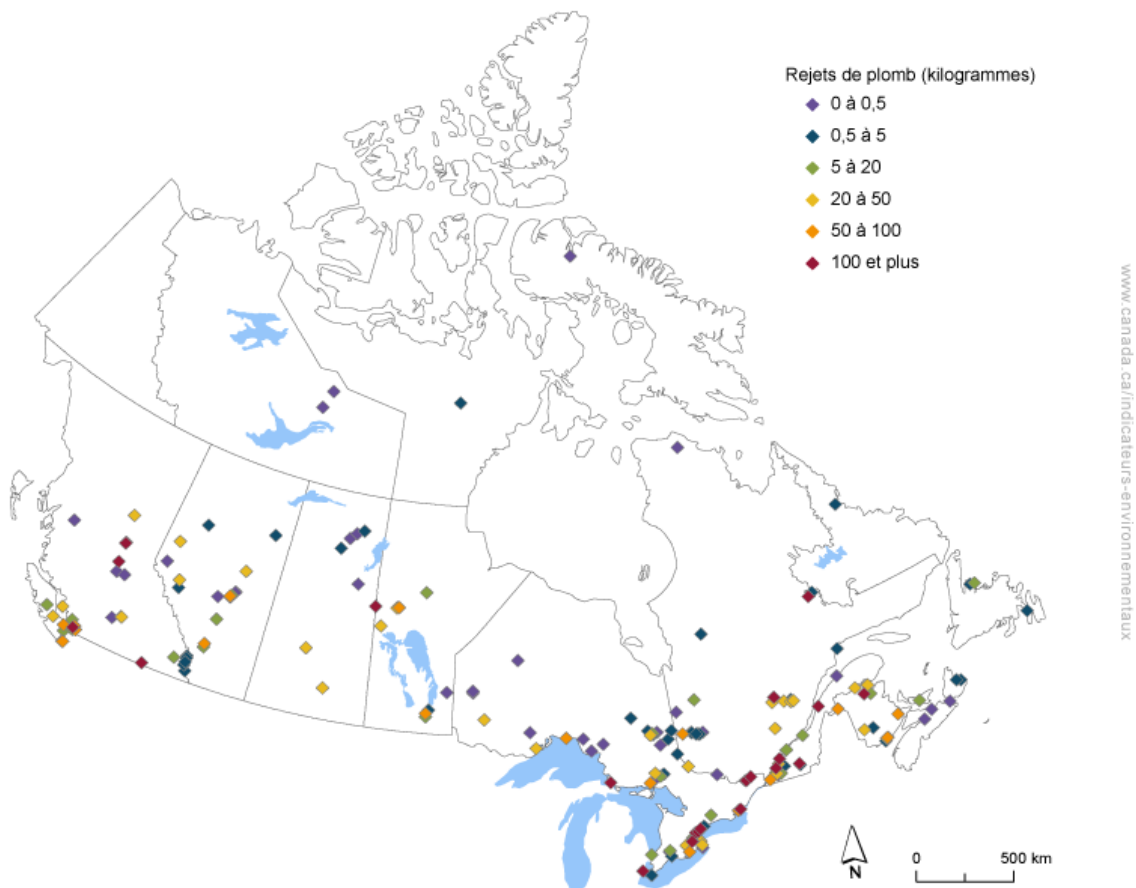 Rejets de plomb (kilogrammes)
0 à 0,5
0,5 à 5
5 à 20
20 à 50
50 à 100
100 et plus
www.canada.ca/indicateurs-environnementaux
N
0 500 km